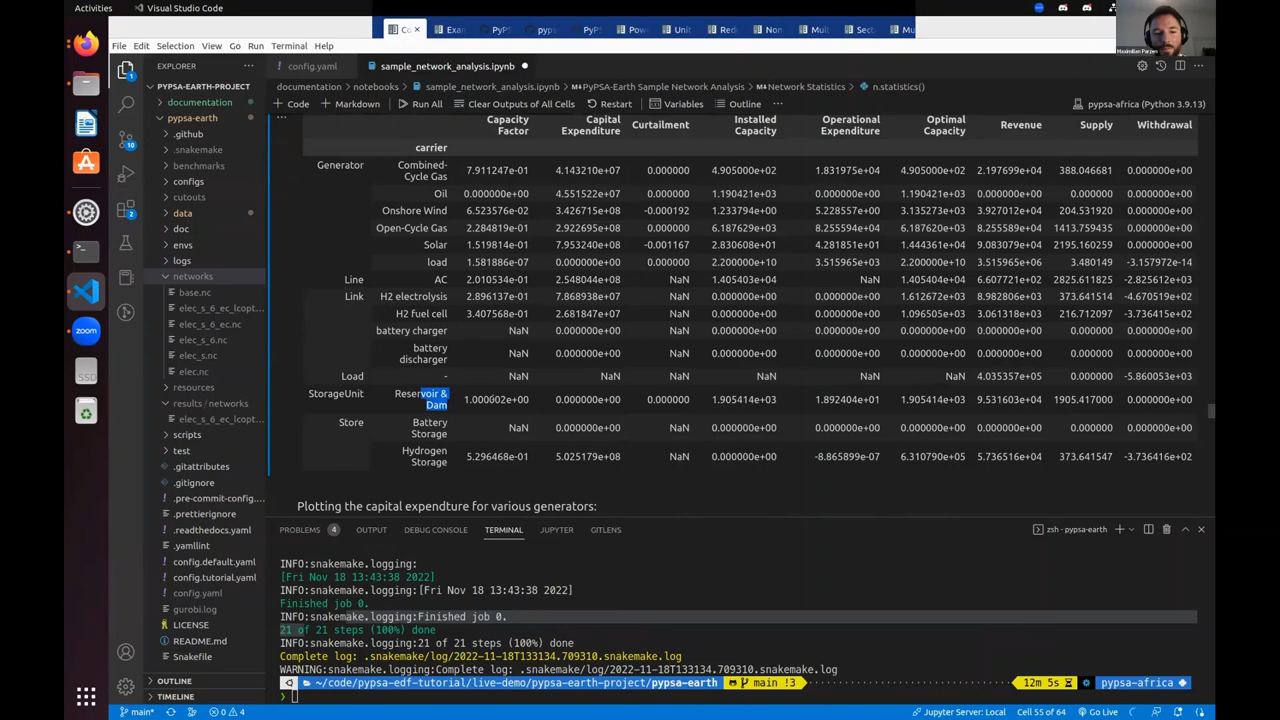 Activities Visual Studio Code
Maximilian Parzen
File Edit Selection View Go Run Terminal Help
EXPLORER ···
PYPSA-EARTH-PROJECT
documentation
pypsa-earth
.github
.snakemake
benchmarks
configs
cutouts
data
doc
envs
logs
networks
base.nc
elec_s_6_ec_lcopt...
elec_s_6_ec.nc
elec_s_6.nc
elec_s.nc
elec.nc
resources
results / networks
elec_s_6_ec_lcopt...
scripts
test
.gitattributes
.gitignore
.pre-commit-config....
.prettierignore
.readthedocs.yaml
.yamllint
config.default.yaml
config.tutorial.yaml
config.yaml
gurobi.log
LICENSE
README.md
Snakefile
OUTLINE
TIMELINE
config.yaml sample_network_analysis.ipynb
documentation > notebooks > sample_network_analysis.ipynb > PyPSA-Earth Sample Network Analysis > Network Statistics > n.statistics()
+ Code + Markdown Run All Clear Outputs of All Cells Restart Variables Outline ··· pypsa-africa (Python 3.9.13)
Capacity Factor Capital Expenditure Curtailment Installed Capacity Operational Expenditure Optimal Capacity Revenue Supply Withdrawal
carrier
Generator Combined-Cycle Gas 7.911247e-01 4.143210e+07 0.000000 4.905000e+02 1.831975e+04 4.905000e+02 2.197699e+04 388.046681 0.000000e+00
Oil 0.000000e+00 4.551522e+07 0.000000 1.190421e+03 0.000000e+00 1.190421e+03 0.000000e+00 0.000000 0.000000e+00
Onshore Wind 6.523576e-02 3.426715e+08 -0.000192 1.233794e+00 5.228557e+00 3.135273e+03 3.927012e+04 204.531920 0.000000e+00
Open-Cycle Gas 2.284819e-01 2.922695e+08 0.000000 6.187629e+03 8.255594e+04 6.187620e+03 8.255589e+04 1413.759435 0.000000e+00
Solar 1.519814e-01 7.953240e+08 -0.001167 2.830608e+01 4.281851e+01 1.444361e+04 9.083079e+04 2195.160259 0.000000e+00
load 1.581586e-07 0.000000e+00 0.000000 2.200000e+10 3.515965e+03 2.200000e+10 3.515965e+06 3.480149 -3.157972e-14
Line AC 2.010534e-01 2.548044e+08 NaN 1.405403e+04 NaN 1.405404e+04 6.607721e+02 2825.611825 -2.825612e+03
Link H2 electrolysis 2.896137e-01 7.868938e+07 NaN 0.000000e+00 0.000000e+00 1.612672e+03 8.982806e+03 373.641514 -4.670519e+02
H2 fuel cell 3.407568e-01 2.681847e+07 NaN 0.000000e+00 0.000000e+00 1.096505e+03 3.061318e+03 216.712097 -3.736416e+02
battery charger NaN 0.000000e+00 NaN 0.000000e+00 0.000000e+00 0.000000e+00 0.000000e+00 0.000000 0.000000e+00
battery discharger NaN 0.000000e+00 NaN 0.000000e+00 0.000000e+00 0.000000e+00 0.000000e+00 0.000000 0.000000e+00
Load - NaN NaN NaN NaN NaN NaN 4.035357e+05 0.000000 -5.860053e+03
StorageUnit Reservoir & Dam 1.000002e+00 0.000000e+00 0.000000 1.905414e+03 1.892404e+01 1.905414e+03 9.531603e+04 1905.417000 0.000000e+00
Store Battery Storage NaN 0.000000e+00 NaN 0.000000e+00 0.000000e+00 0.000000e+00 0.000000e+00 0.000000 0.000000e+00
Hydrogen Storage 5.296468e-01 5.025179e+08 NaN 0.000000e+00 -8.865899e-07 6.310790e+05 5.736516e+04 373.641547 -3.736416e+02
Plotting the capital expendture for various generators:
PROBLEMS 4 OUTPUT DEBUG CONSOLE TERMINAL JUPYTER GITLENS zsh - pypsa-earth
INFO:snakemake.logging:
[Fri Nov 18 13:43:38 2022]
INFO:snakemake.logging:[Fri Nov 18 13:43:38 2022]
Finished job 0.
INFO:snakemake.logging:Finished job 0.
21 of 21 steps (100%) done
INFO:snakemake.logging:21 of 21 steps (100%) done
Complete log: .snakemake/log/2022-11-18T133134.709310.snakemake.log
WARNING:snakemake.logging:Complete log: .snakemake/log/2022-11-18T133134.709310.snakemake.log
~/code/pypsa-edf-tutorial/live-demo/pypsa-earth-project/pypsa-earth main !3 12m 5s pypsa-africa
main* 0 4 Jupyter Server: Local Cell 55 of 64 Go Live